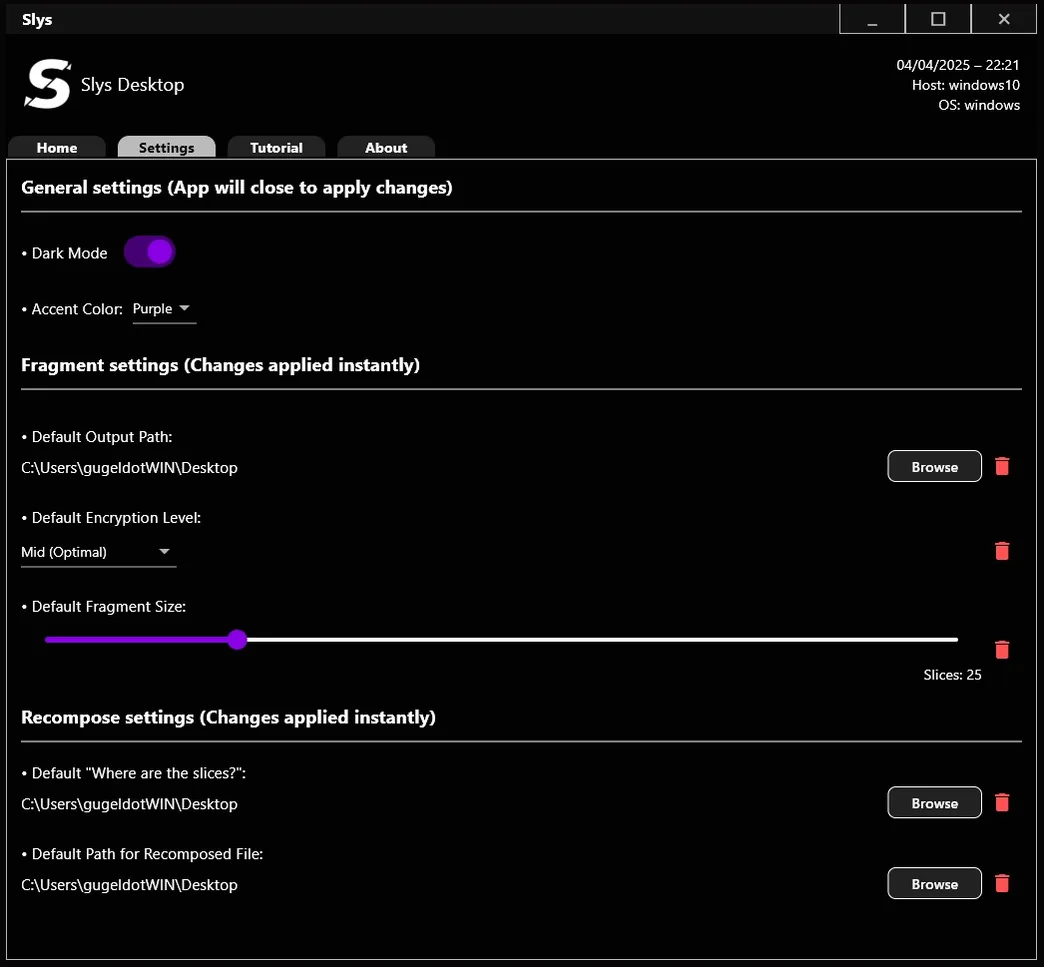 Slys
Slys Desktop
04/04/2025 – 22:21
Host: windows10
OS: windows
Home
Settings
Tutorial
About
General settings (App will close to apply changes)
• Dark Mode
• Accent Color: Purple
Fragment settings (Changes applied instantly)
• Default Output Path:
C:\Users\gugeldotWIN\Desktop
Browse
• Default Encryption Level:
Mid (Optimal)
• Default Fragment Size:
Slices: 25
Recompose settings (Changes applied instantly)
• Default "Where are the slices?":
C:\Users\gugeldotWIN\Desktop
Browse
• Default Path for Recomposed File:
C:\Users\gugeldotWIN\Desktop
Browse